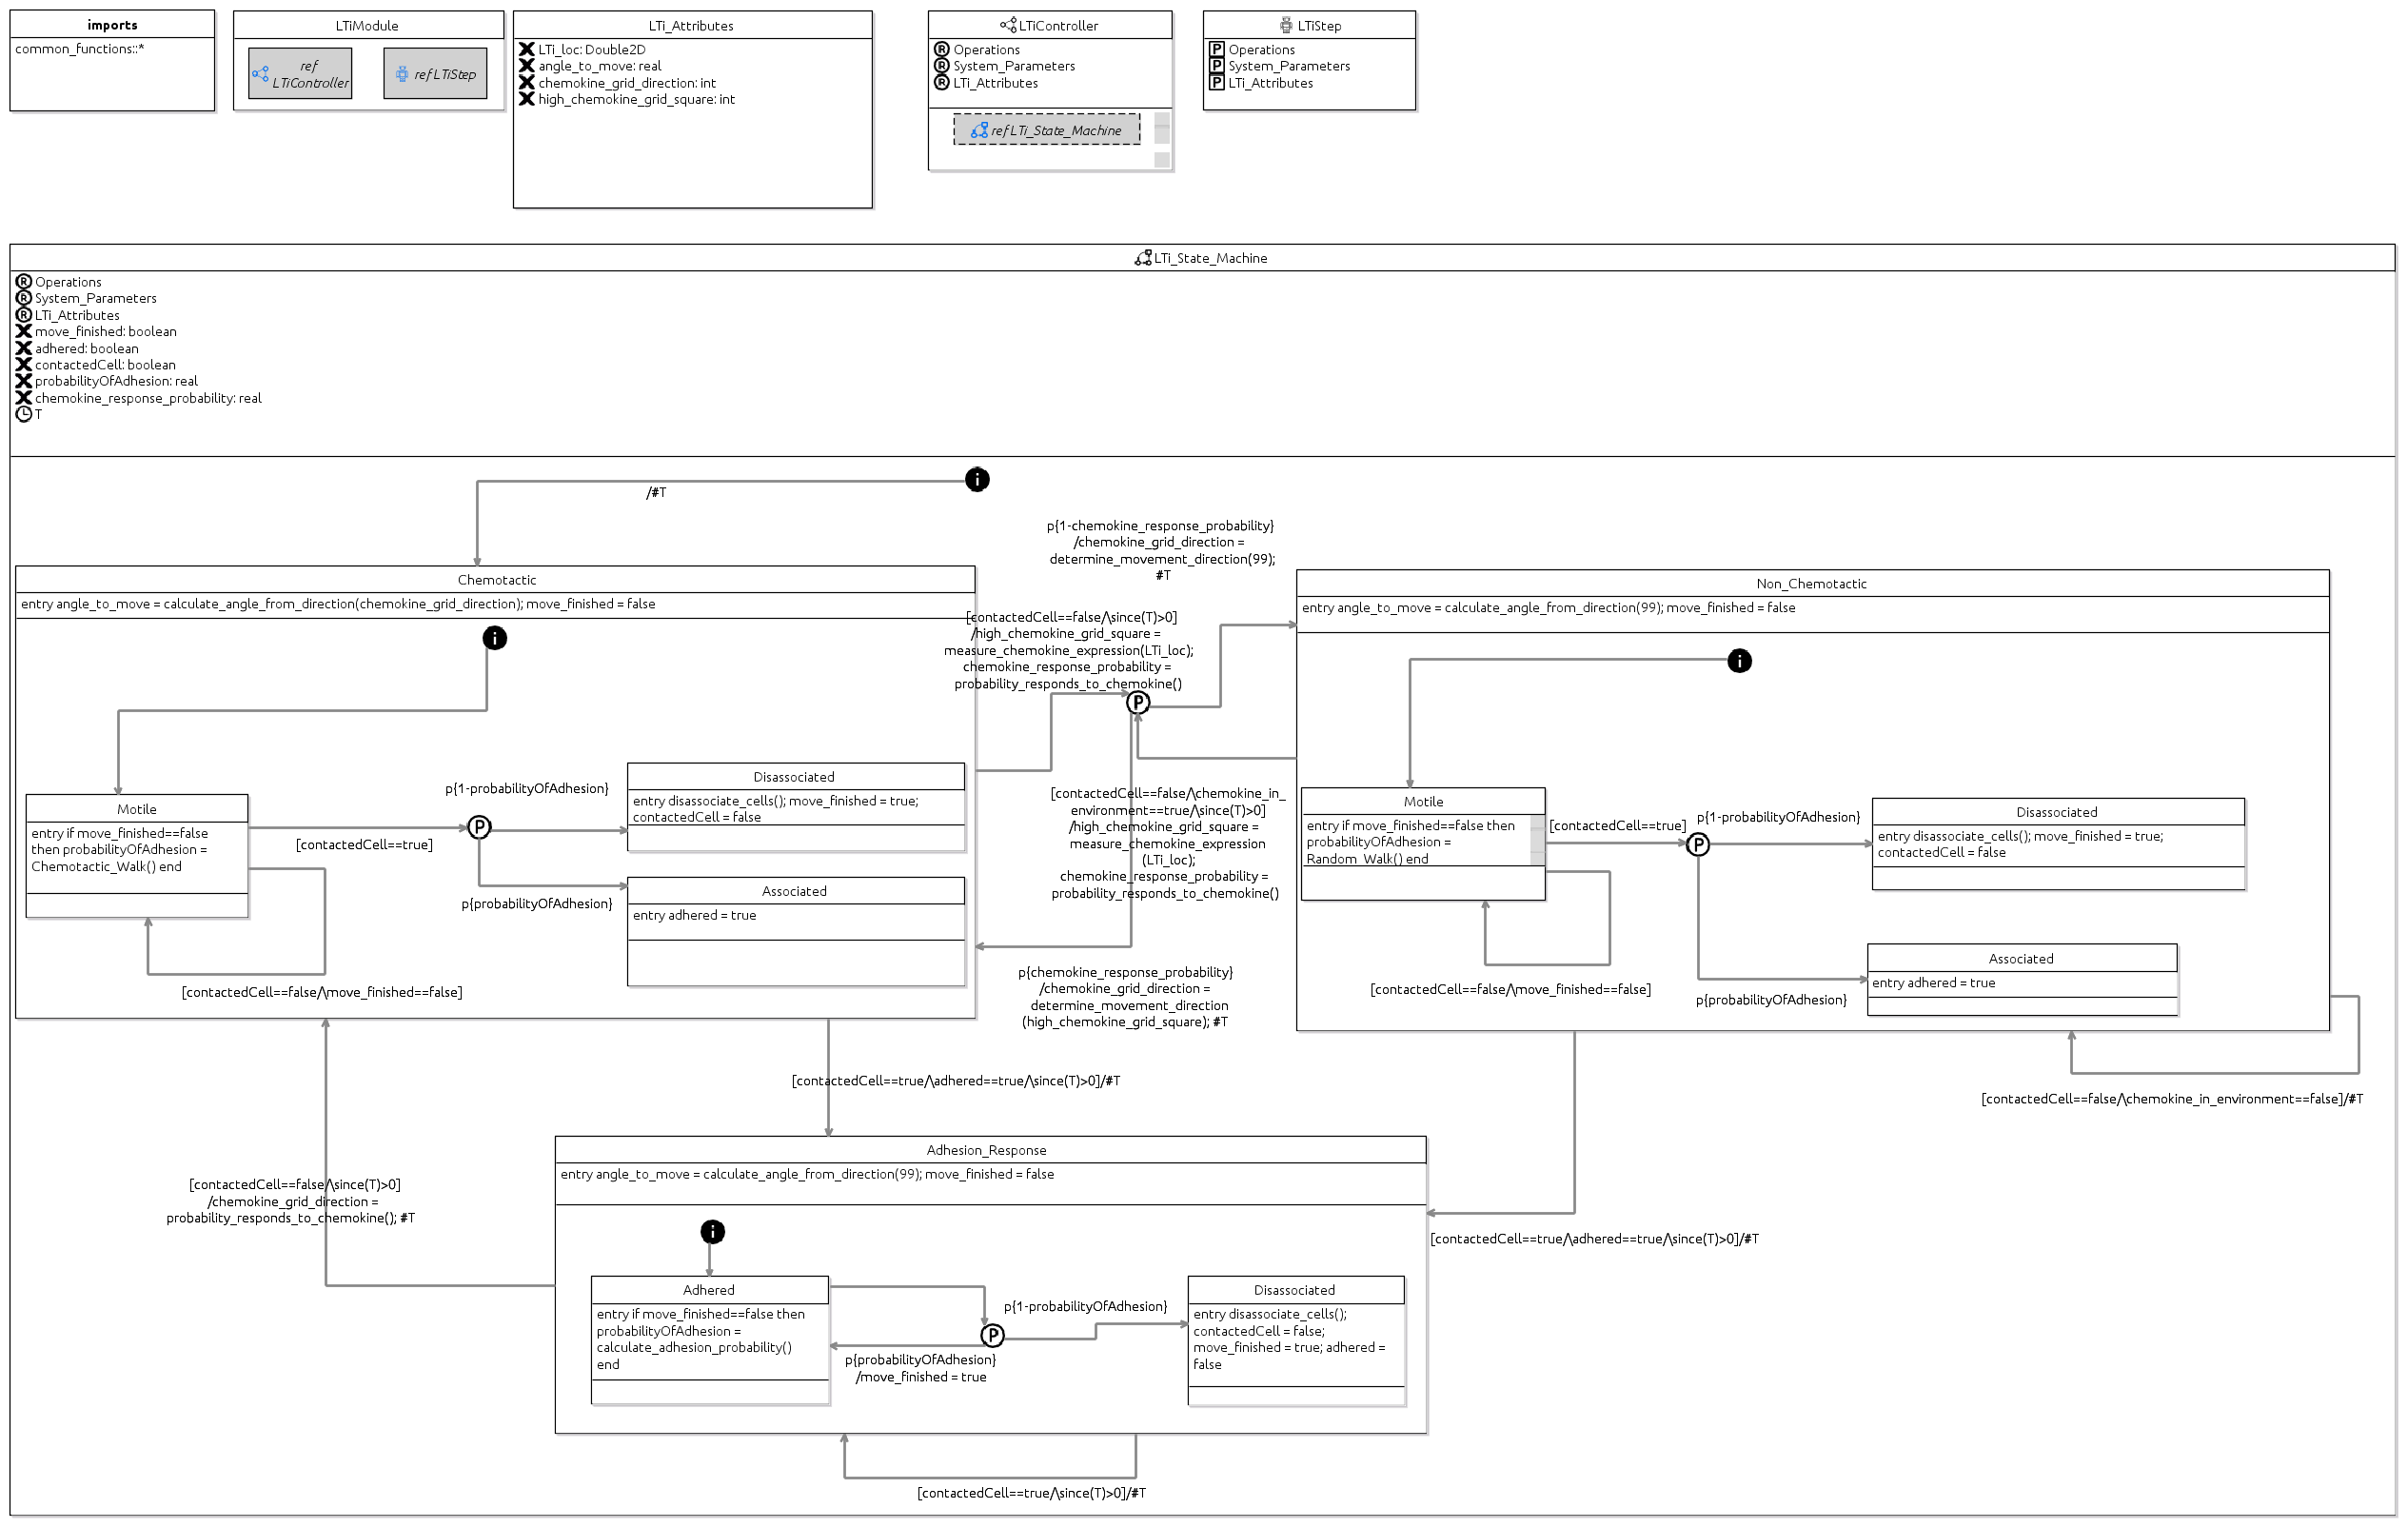 imports
common_functions::*
LTiModule
ref
LTiController
ref LTiStep
LTi_Attributes
LTi_loc: Double2D
angle_to_move: real
chemokine_grid_direction: int
high_chemokine_grid_square: int
LTiController
R Operations
R System_Parameters
R LTi_Attributes
ref LTi_State_Machine
LTiStep
P Operations
P System_Parameters
P LTi_Attributes
LTi_State_Machine
R Operations
R System_Parameters
R LTi_Attributes
move_finished: boolean
adhered: boolean
contactedCell: boolean
probabilityOfAdhesion: real
chemokine_response_probability: real
T
i
/#T
Chemotactic
entry angle_to_move = calculate_angle_from_direction(chemokine_grid_direction); move_finished = false
i
Motile
entry if move_finished==false
then probabilityOfAdhesion =
Chemotactic_Walk() end
[contactedCell==true]
P
p{1-probabilityOfAdhesion}
p{probabilityOfAdhesion}
Disassociated
entry disassociate_cells(); move_finished = true;
contactedCell = false
Associated
entry adhered = true
[contactedCell==false/\move_finished==false]
p{1-chemokine_response_probability}
/chemokine_grid_direction =
determine_movement_direction(99);
#T
[contactedCell==false/\since(T)>0]
/high_chemokine_grid_square =
measure_chemokine_expression(LTi_loc);
chemokine_response_probability =
probability_responds_to_chemokine()
P
[contactedCell==false/\chemokine_in_
environment==true/\since(T)>0]
/high_chemokine_grid_square =
measure_chemokine_expression
(LTi_loc);
chemokine_response_probability =
probability_responds_to_chemokine()
p{chemokine_response_probability}
/chemokine_grid_direction =
determine_movement_direction
(high_chemokine_grid_square); #T
Non_Chemotactic
entry angle_to_move = calculate_angle_from_direction(99); move_finished = false
i
Motile
entry if move_finished==false then
probabilityOfAdhesion =
Random_Walk() end
[contactedCell==true]
P
p{1-probabilityOfAdhesion}
p{probabilityOfAdhesion}
Disassociated
entry disassociate_cells(); move_finished = true;
contactedCell = false
Associated
entry adhered = true
[contactedCell==false/\move_finished==false]
[contactedCell==false/\chemokine_in_environment==false]/#T
[contactedCell==true/\adhered==true/\since(T)>0]/#T
[contactedCell==true/\adhered==true/\since(T)>0]/#T
[contactedCell==false/\since(T)>0]
/chemokine_grid_direction =
probability_responds_to_chemokine(); #T
Adhesion_Response
entry angle_to_move = calculate_angle_from_direction(99); move_finished = false
i
Adhered
entry if move_finished==false then
probabilityOfAdhesion =
calculate_adhesion_probability()
end
P
p{1-probabilityOfAdhesion}
p{probabilityOfAdhesion}
/move_finished = true
Disassociated
entry disassociate_cells();
contactedCell = false;
move_finished = true; adhered =
false
[contactedCell==true/\since(T)>0]/#T